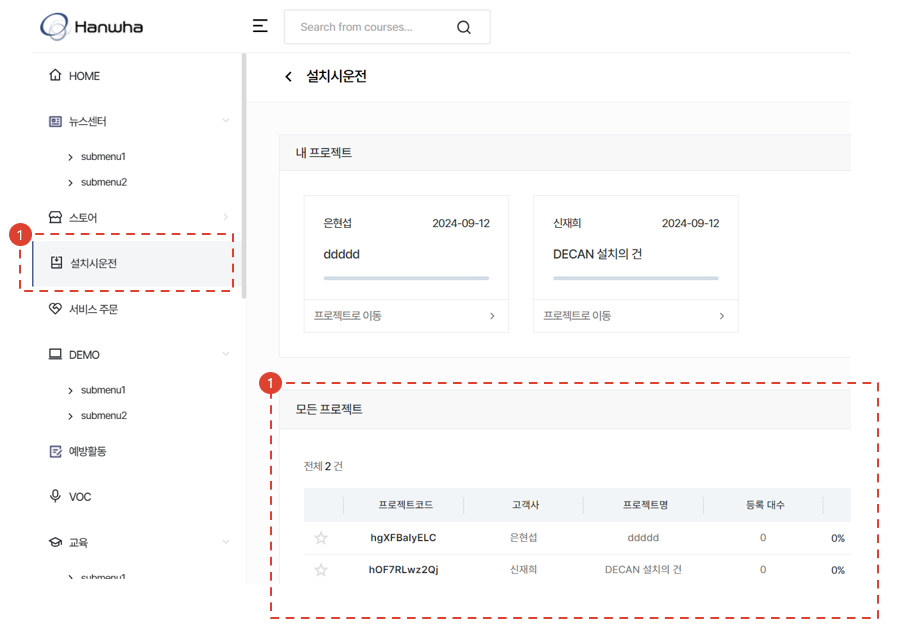 Hanwha
Search from courses...
HOME
뉴스센터
submenu1
submenu2
스토어
1
설치시운전
서비스 주문
DEMO
submenu1
submenu2
예방활동
VOC
교육
submenu1
설치시운전
내 프로젝트
은현섭 2024-09-12
ddddd
프로젝트로 이동
신재희 2024-09-12
DECAN 설치의 건
프로젝트로 이동
1
모든 프로젝트
전체 2 건
프로젝트코드 고객사 프로젝트명 등록 대수
hgXFBalyELC 은현섭 ddddd 0 0%
hOF7RLwz2Qj 신재희 DECAN 설치의 건 0 0%